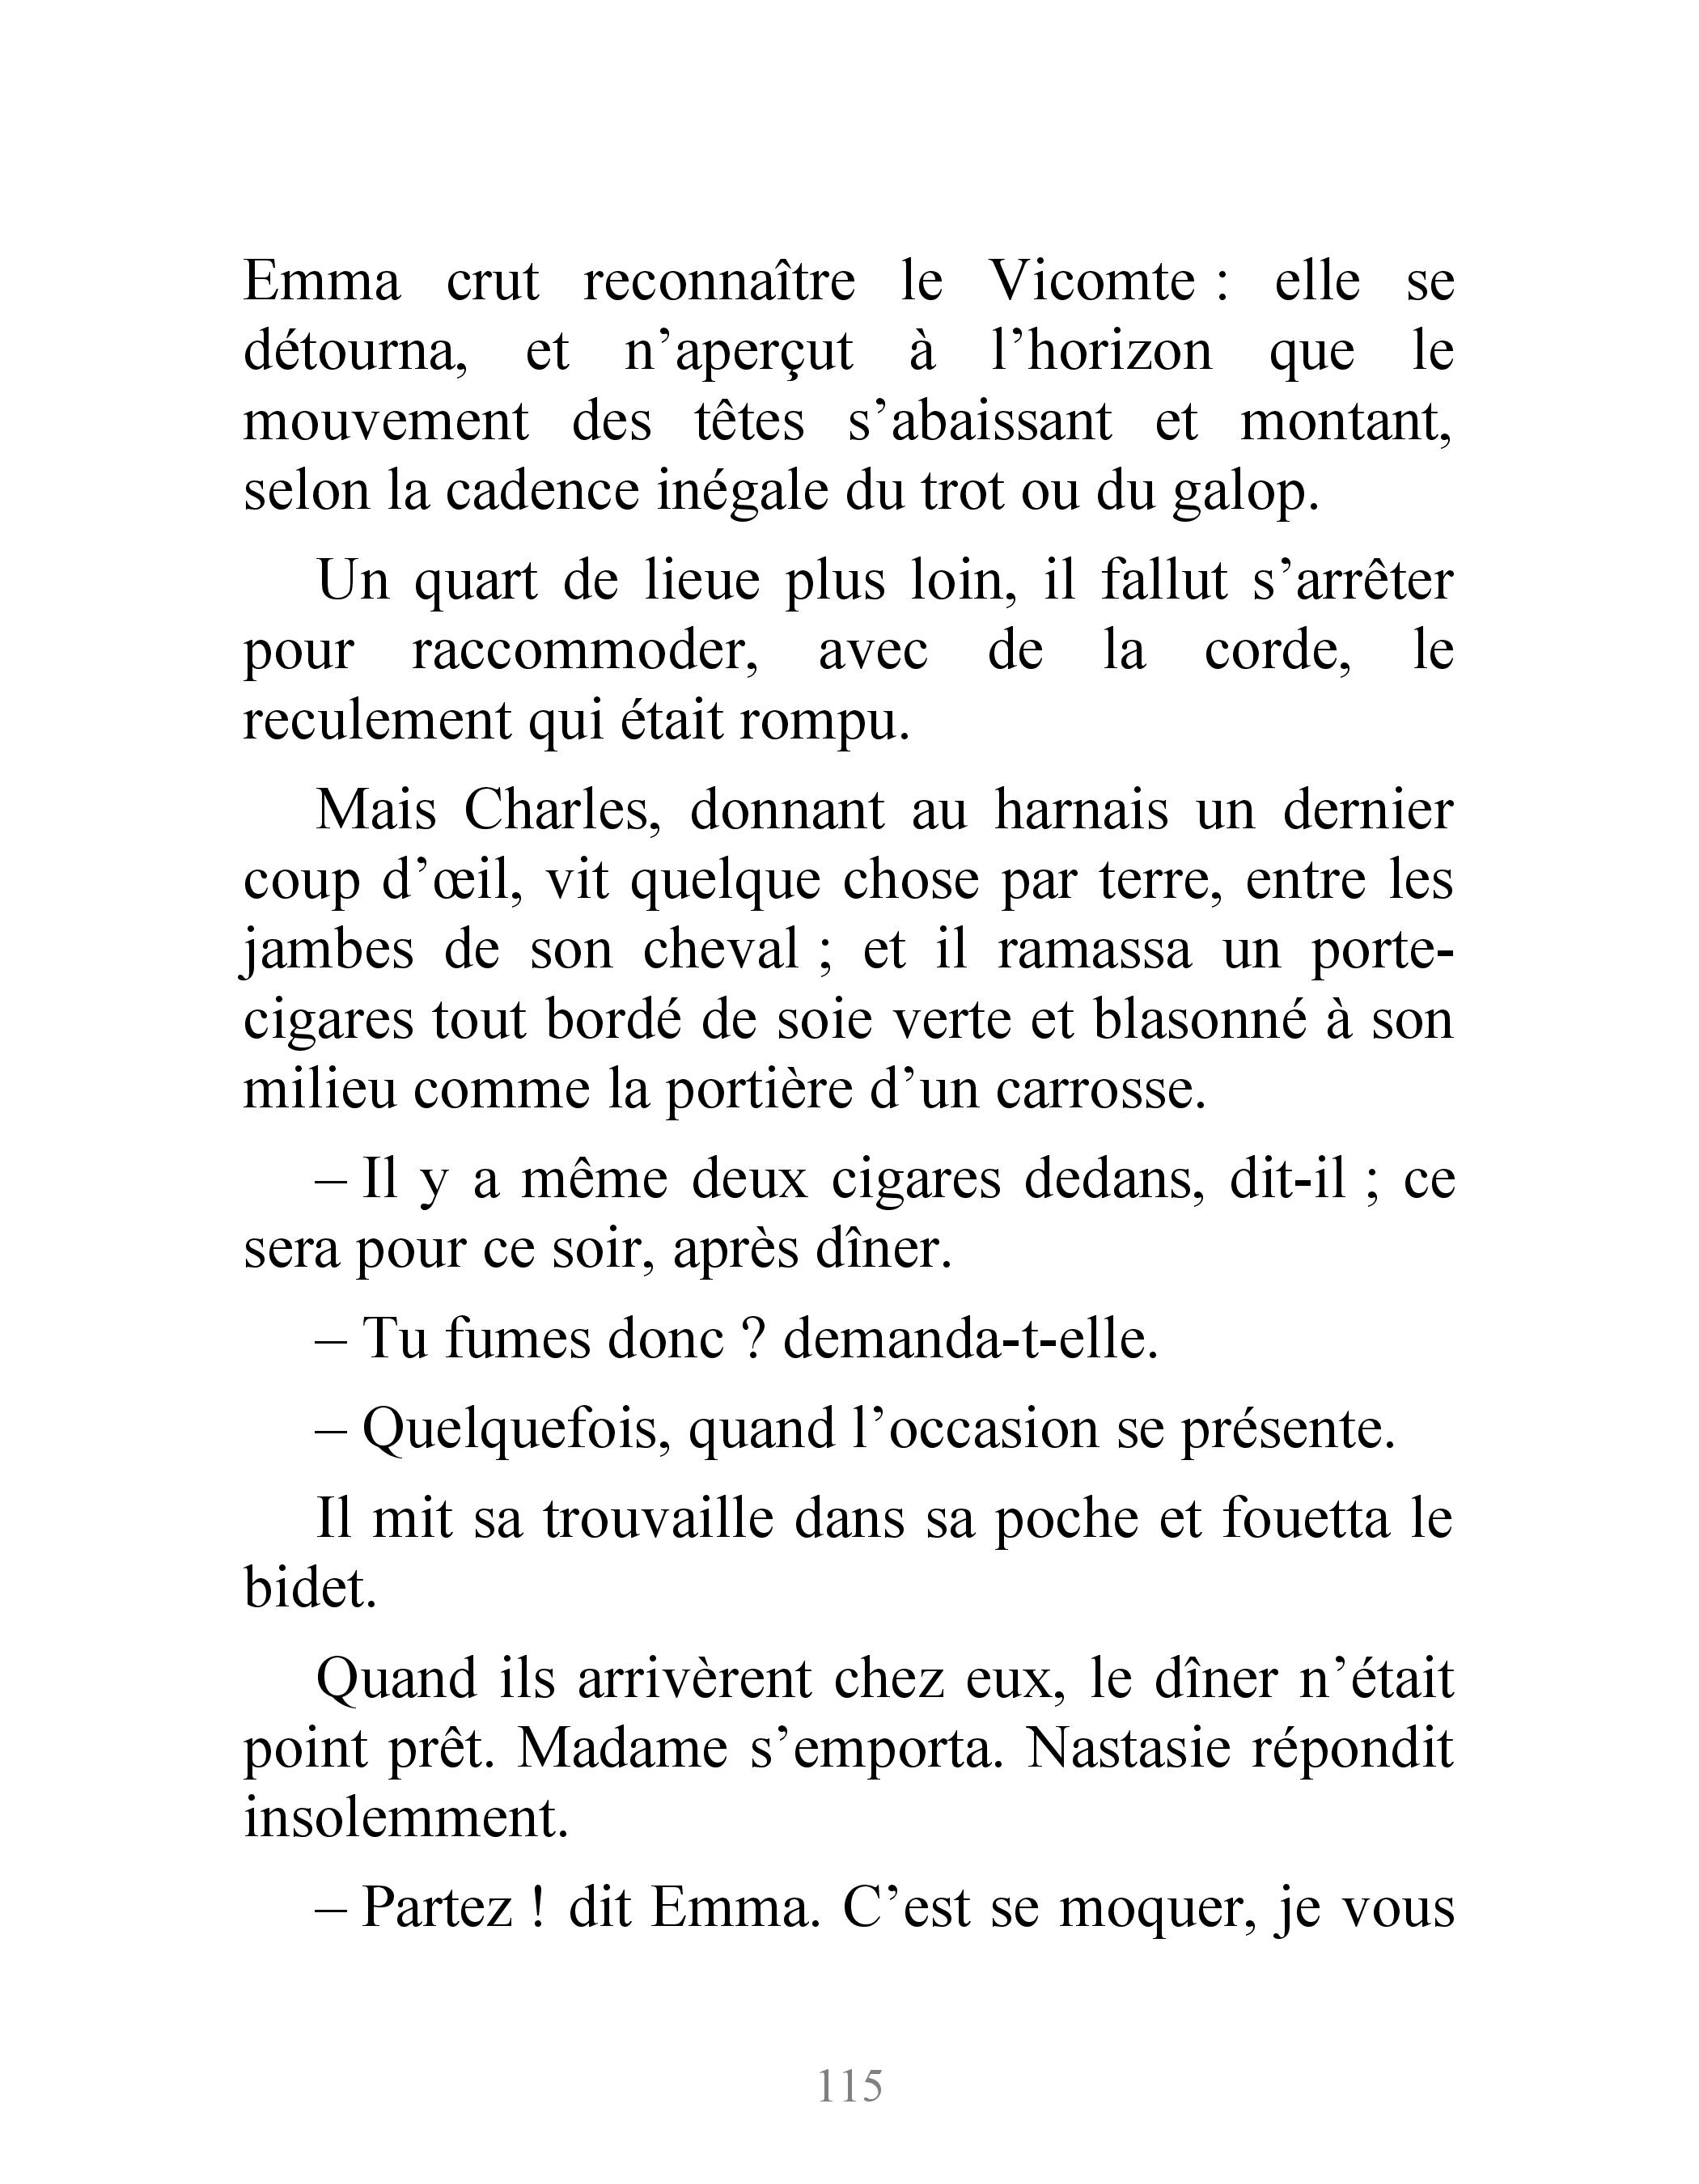 Emma crut reconnaître le Vicomte : elle se
détourna, et n’aperçut à l’horizon que le
mouvement des têtes s’abaissant et montant,
selon la cadence inégale du trot ou du galop.
Un quart de lieue plus loin, il fallut s’arrêter
pour raccommoder, avec de la corde, le
reculement qui était rompu.
Mais Charles, donnant au harnais un dernier
coup d’œil, vit quelque chose par terre, entre les
jambes de son cheval ; et il ramassa un porte-
cigares tout bordé de soie verte et blasonné à son
milieu comme la portière d’un carrosse.
– Il y a même deux cigares dedans, dit-il ; ce
sera pour ce soir, après dîner.
– Tu fumes donc ? demanda-t-elle.
– Quelquefois, quand l’occasion se présente.
Il mit sa trouvaille dans sa poche et fouetta le
bidet.
Quand ils arrivèrent chez eux, le dîner n’était
point prêt. Madame s’emporta. Nastasie répondit
insolemment.
– Partez ! dit Emma. C’est se moquer, je vous
115